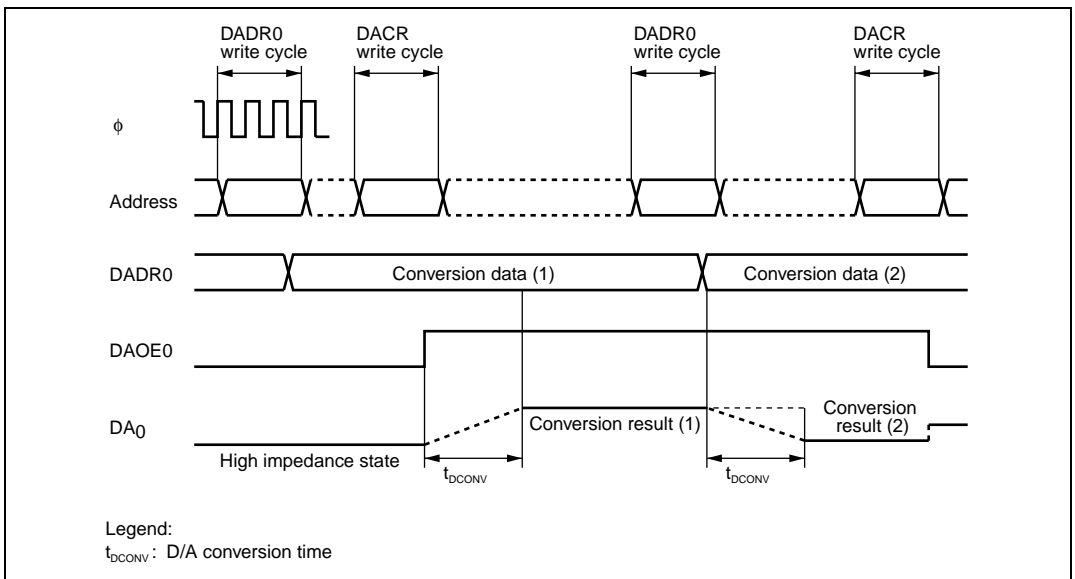 DADR0
write cycle
DACR
write cycle
DADR0
write cycle
DACR
write cycle
ϕ
Address
DADR0
Conversion data (1)
Conversion data (2)
DAOE0
DA0
Conversion result (1)
Conversion
result (2)
High impedance state
tDCONV
tDCONV
Legend:
tDCONV : D/A conversion time